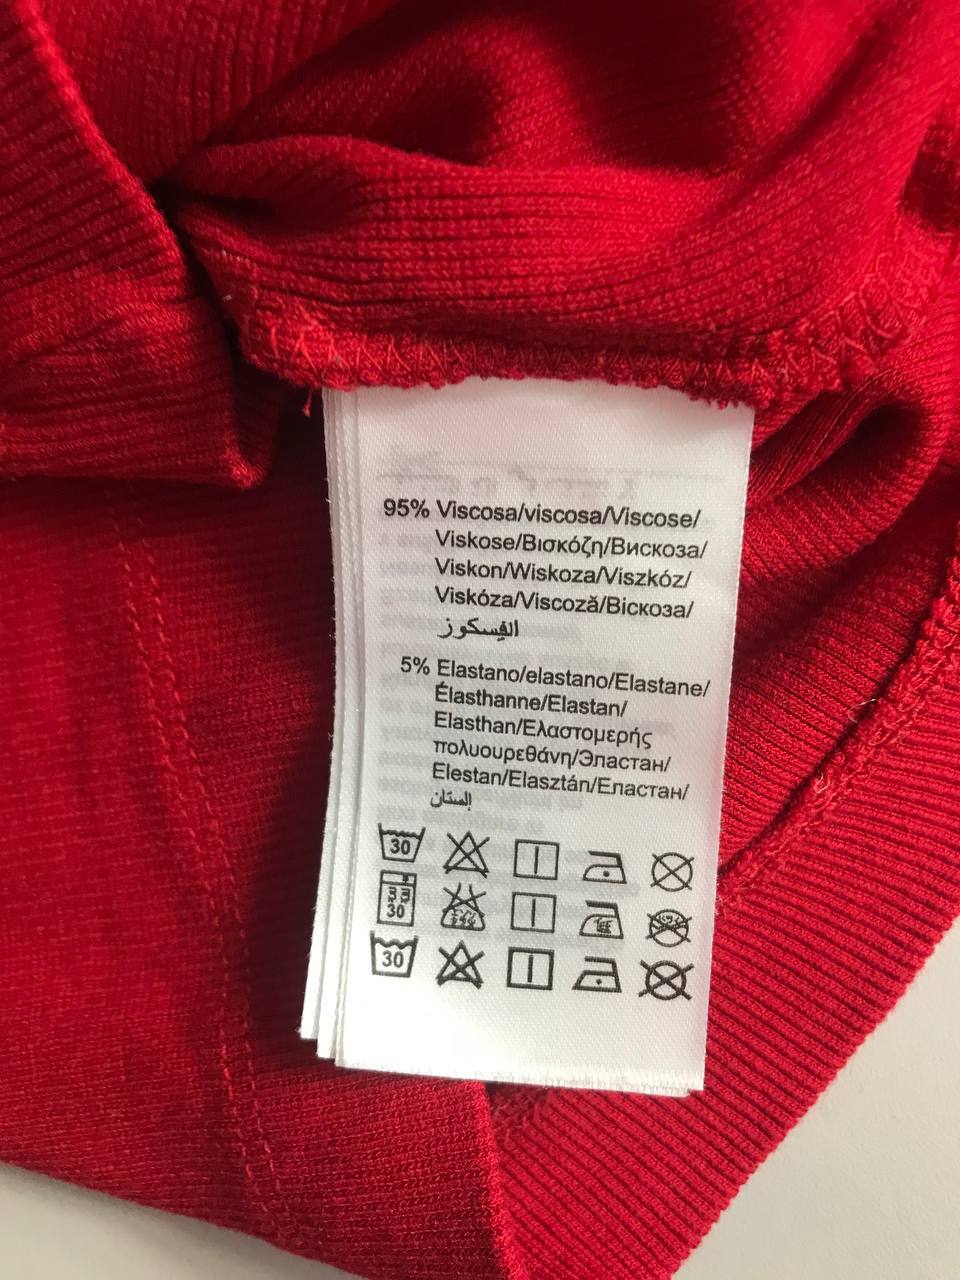 95% Viscosa/viscosa/Viscose/
Viskose/Βισκόζη/Вискоза/
Viskon/Wiskoza/Viszkóz/
Viskóza/Viscoză/Віскоза/
الفيسكوز
5% Elastano/elastano/Elastane/
Élasthanne/Elastan/
Elasthan/Ελαστομερής
πολυουρεθάνη/Эластан/
Elestan/Elasztán/Еластан/
إلستان
30
30
30